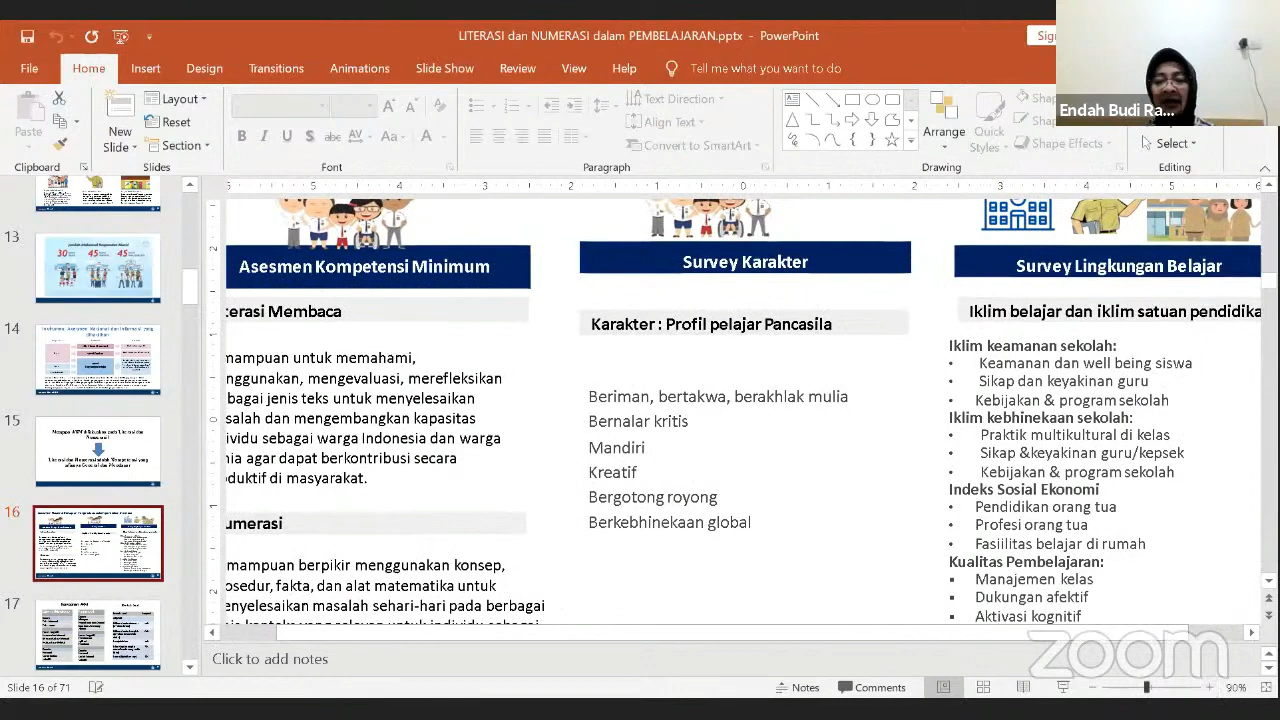 LITERASI dan NUMERASI dalam PEMBELAJARAN.pptx - PowerPoint
Sig
File Home Insert Design Transitions Animations Slide Show Review View Help Tell me what you want to do
Endah Budi Ra...
Paste
New
Slide
Layout
Reset
Section
B I U S abc AV Aa A
Text Direction
Align Text
Convert to SmartArt
Arrange
Quick
Styles
Shape Effects
Select
Clipboard
Slides
Font
Paragraph
Drawing
Editing
13
14
15
16
17
Asesmen Kompetensi Minimum
terasi Membaca
mampuan untuk memahami,
nggunakan, mengevaluasi, merefleksikan
bagai jenis teks untuk menyelesaikan
salah dan mengembangkan kapasitas
ividu sebagai warga Indonesia dan warga
nia agar dapat berkontribusi secara
duktif di masyarakat.
umerasi
mampuan berpikir menggunakan konsep,
osedur, fakta, dan alat matematika untuk
enyelesaikan masalah sehari-hari pada berbagai
Survey Karakter
Karakter : Profil pelajar Pancasila
Beriman, bertakwa, berakhlak mulia
Bernalar kritis
Mandiri
Kreatif
Bergotong royong
Berkebhinekaan global
Survey Lingkungan Belajar
Iklim belajar dan iklim satuan pendidika
Iklim keamanan sekolah:
• Keamanan dan well being siswa
• Sikap dan keyakinan guru
• Kebijakan & program sekolah
Iklim kebhinekaan sekolah:
• Praktik multikultural di kelas
• Sikap &keyakinan guru/kepsek
• Kebijakan & program sekolah
Indeks Sosial Ekonomi
• Pendidikan orang tua
• Profesi orang tua
• Fasiilitas belajar di rumah
Kualitas Pembelajaran:
▪ Manajemen kelas
▪ Dukungan afektif
▪ Aktivasi kognitif
Click to add notes
zoom
Slide 16 of 71
Notes
Comments
90%